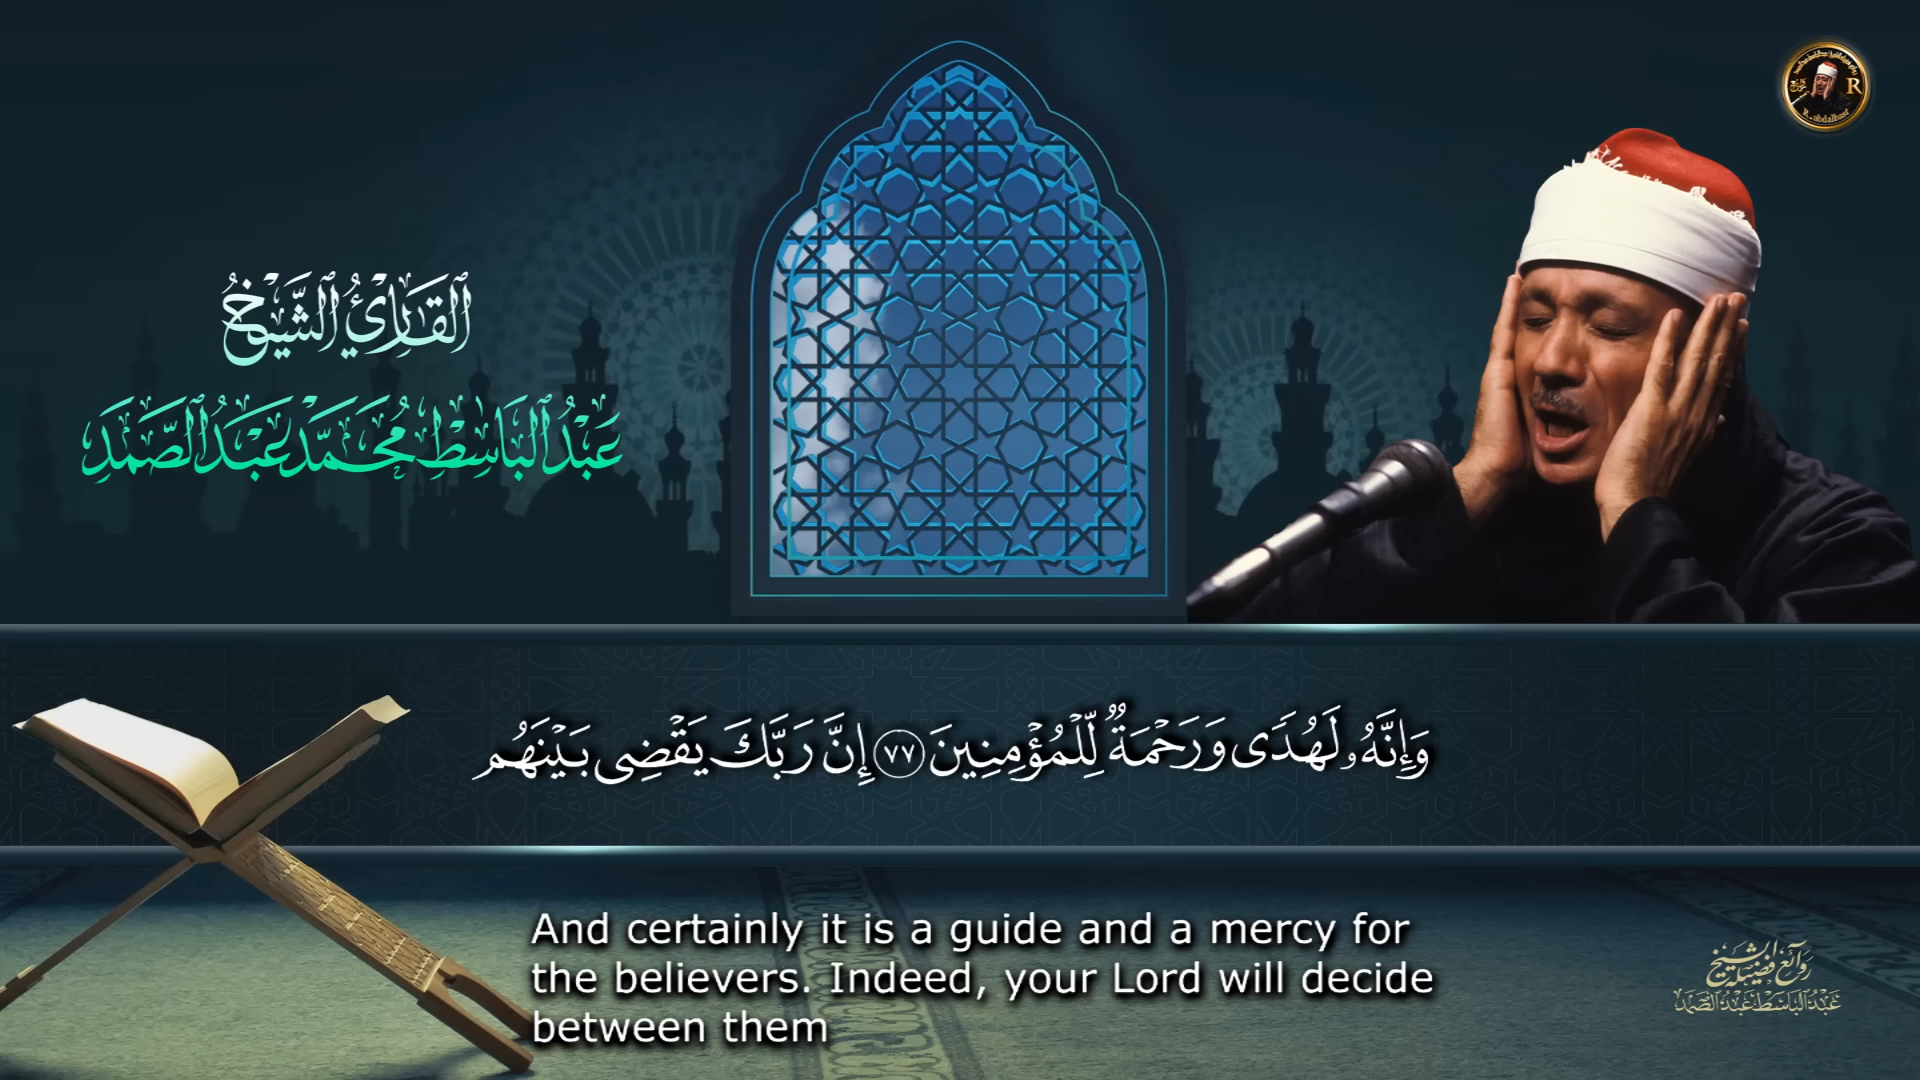 القارئ الشيخ
عبد الباسط محمد عبد الصمد
وَإِنَّهُۥ لَهُدًى وَرَحْمَةٌ لِّلْمُؤْمِنِينَ ٧٧ إِنَّ رَبَّكَ يَقْضِى بَيْنَهُم
And certainly it is a guide and a mercy for
the believers. Indeed, your Lord will decide
between them
روائع فضيلة الشيخ
عبد الباسط عبد الصمد
R